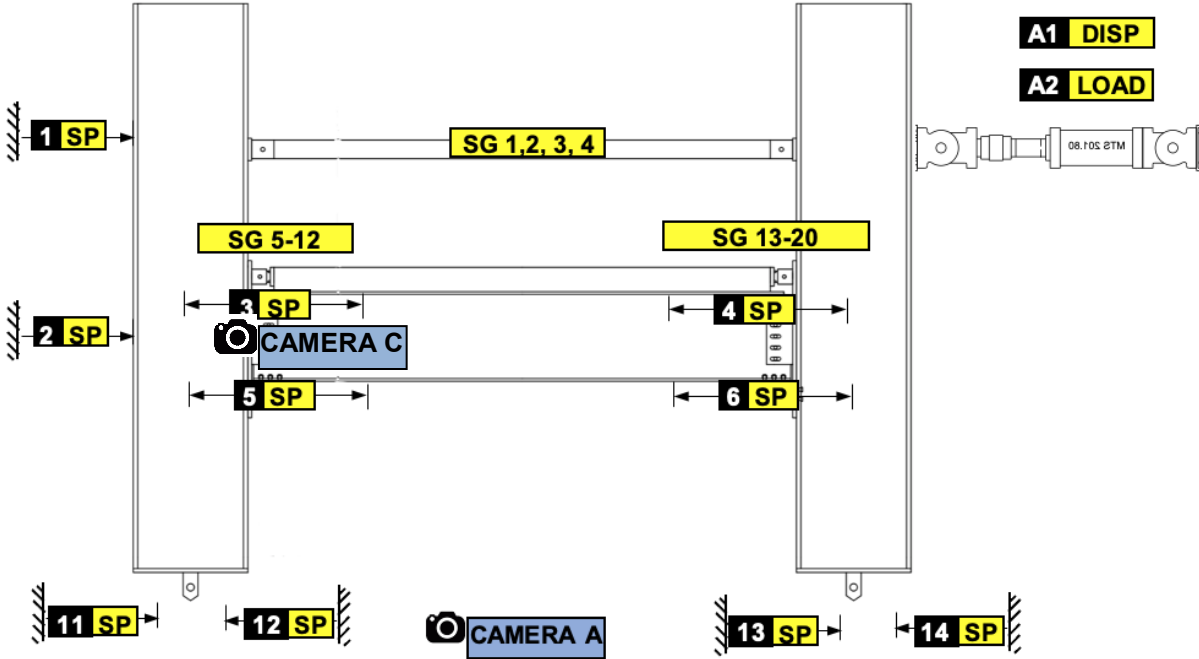 A1 DISP
A2 LOAD
1 SP
SG 1,2, 3, 4
MTS 201.80
SG 5-12
SG 13-20
3 SP
4 SP
2 SP
CAMERA C
5 SP
6 SP
11 SP
12 SP
CAMERA A
13 SP
14 SP